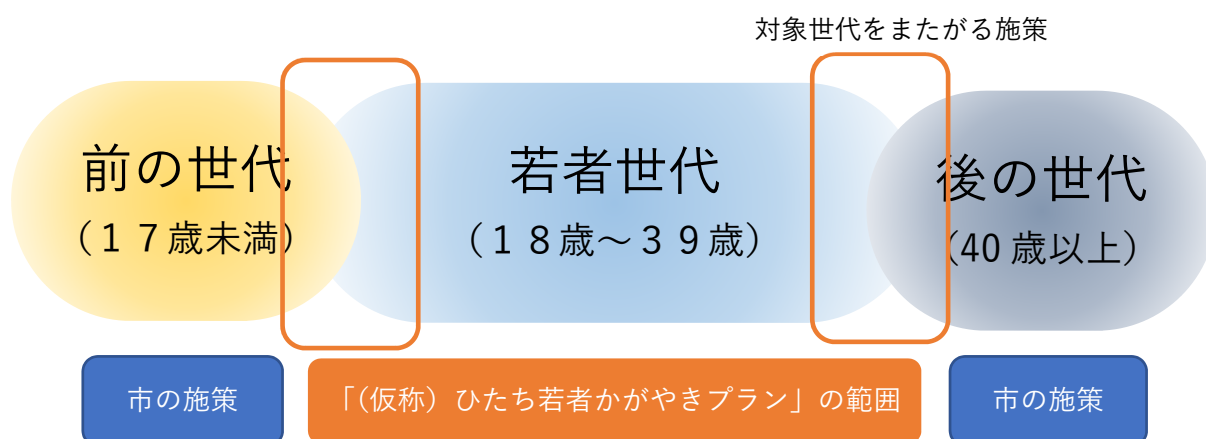 対象世代をまたがる施策
前の世代
（１７歳未満）
若者世代
（１８歳～３９歳）
後の世代
（40歳以上）
市の施策
「（仮称）ひたち若者かがやきプラン」の範囲
市の施策